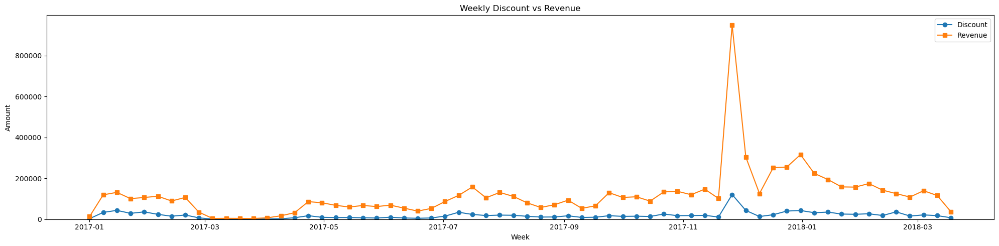 Weekly Discount vs Revenue
Discount
Revenue
Amount
800000
600000
400000
200000
0
2017-01
2017-03
2017-05
2017-07
2017-09
2017-11
2018-01
2018-03
Week